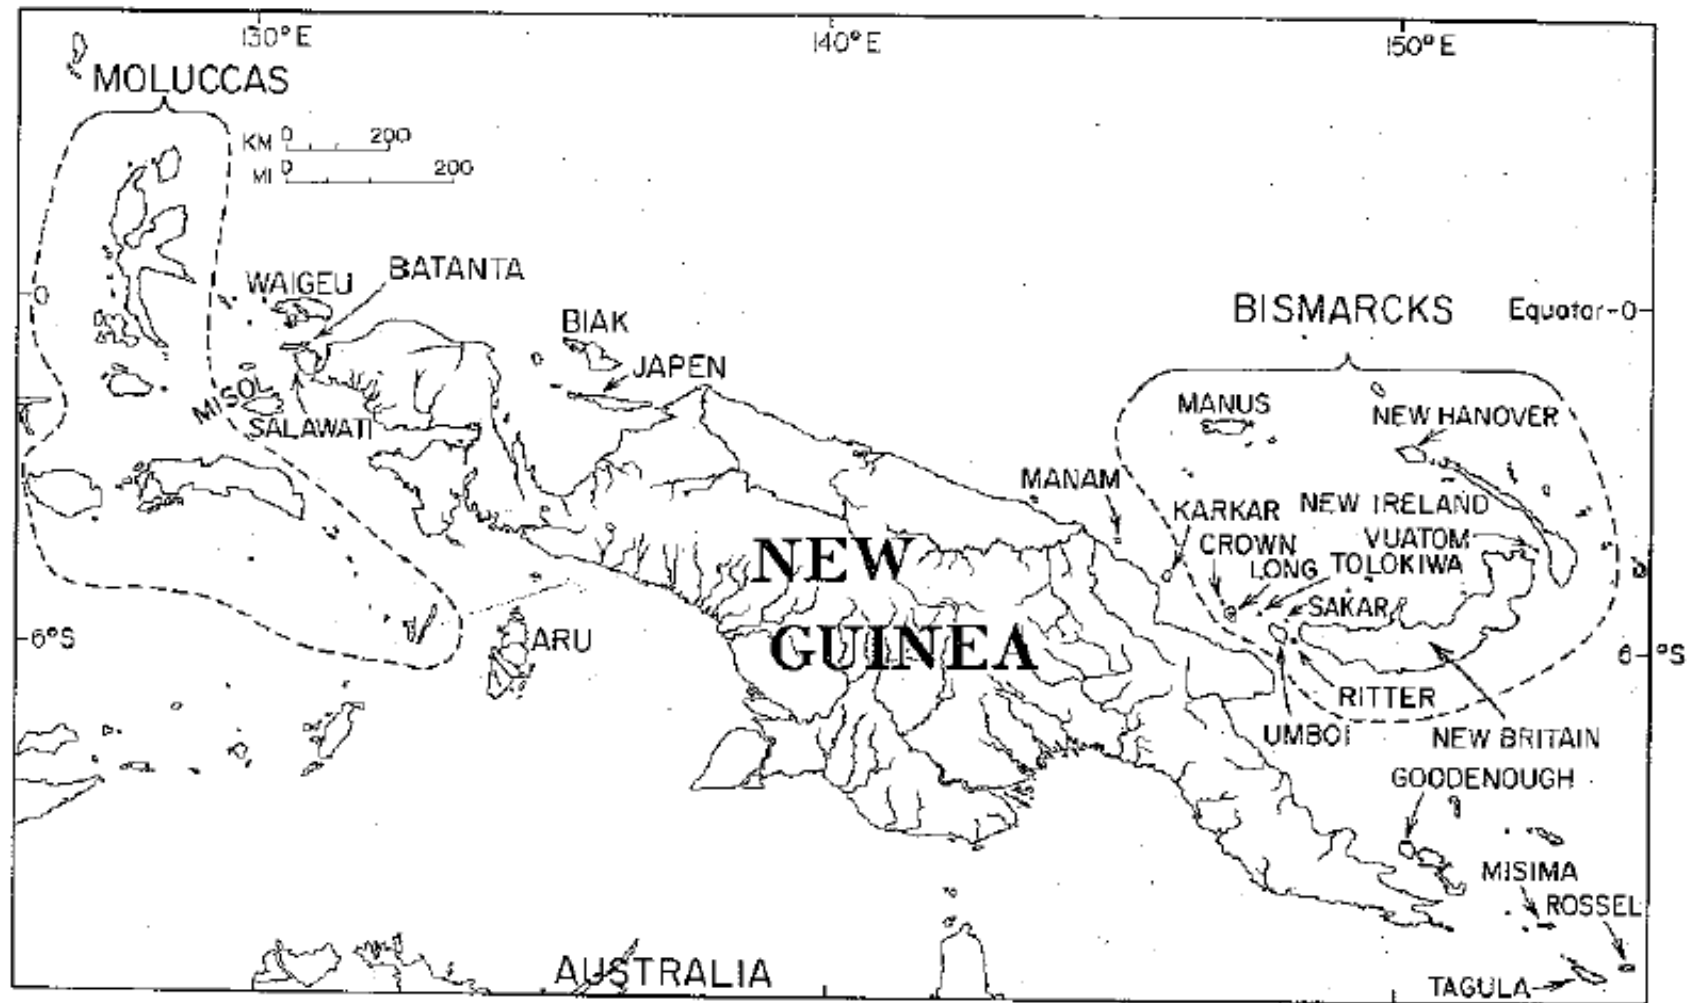 130°E
140°E
150°E
MOLUCCAS
KM 0 200
MI 0 200
BATANTA
WAIGEU
0
BISMARCKS
Equator-0
BIAK
JAPEN
MISOL
SALAWATI
MANUS
NEW HANOVER
MANAM
KARKAR
NEW IRELAND
CROWN
VUATOM
LONG
TOLOKIWA
NEW
SAKAR
6°S
ARU
GUINEA
6°S
RITTER
UMBOI
NEW BRITAIN
GOODENOUGH
MISIMA
ROSSEL
AUSTRALIA
TAGULA